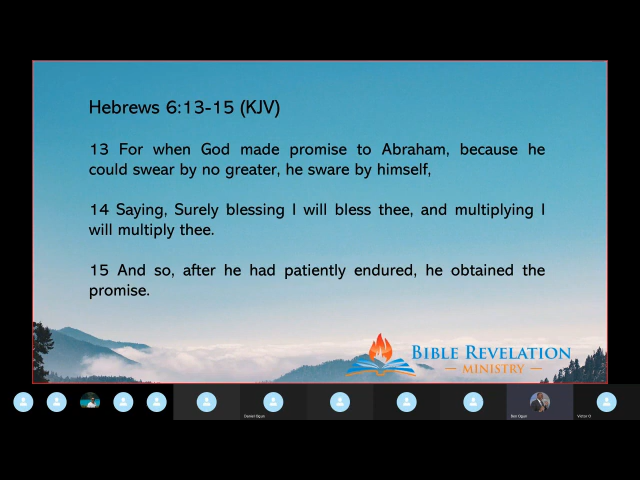 Hebrews 6:13-15 (KJV)
13 For when God made promise to Abraham, because he
could swear by no greater, he sware by himself,
14 Saying, Surely blessing I will bless thee, and multiplying I
will multiply thee.
15 And so, after he had patiently endured, he obtained the
promise.
BIBLE REVELATION
MINISTRY
Victor O